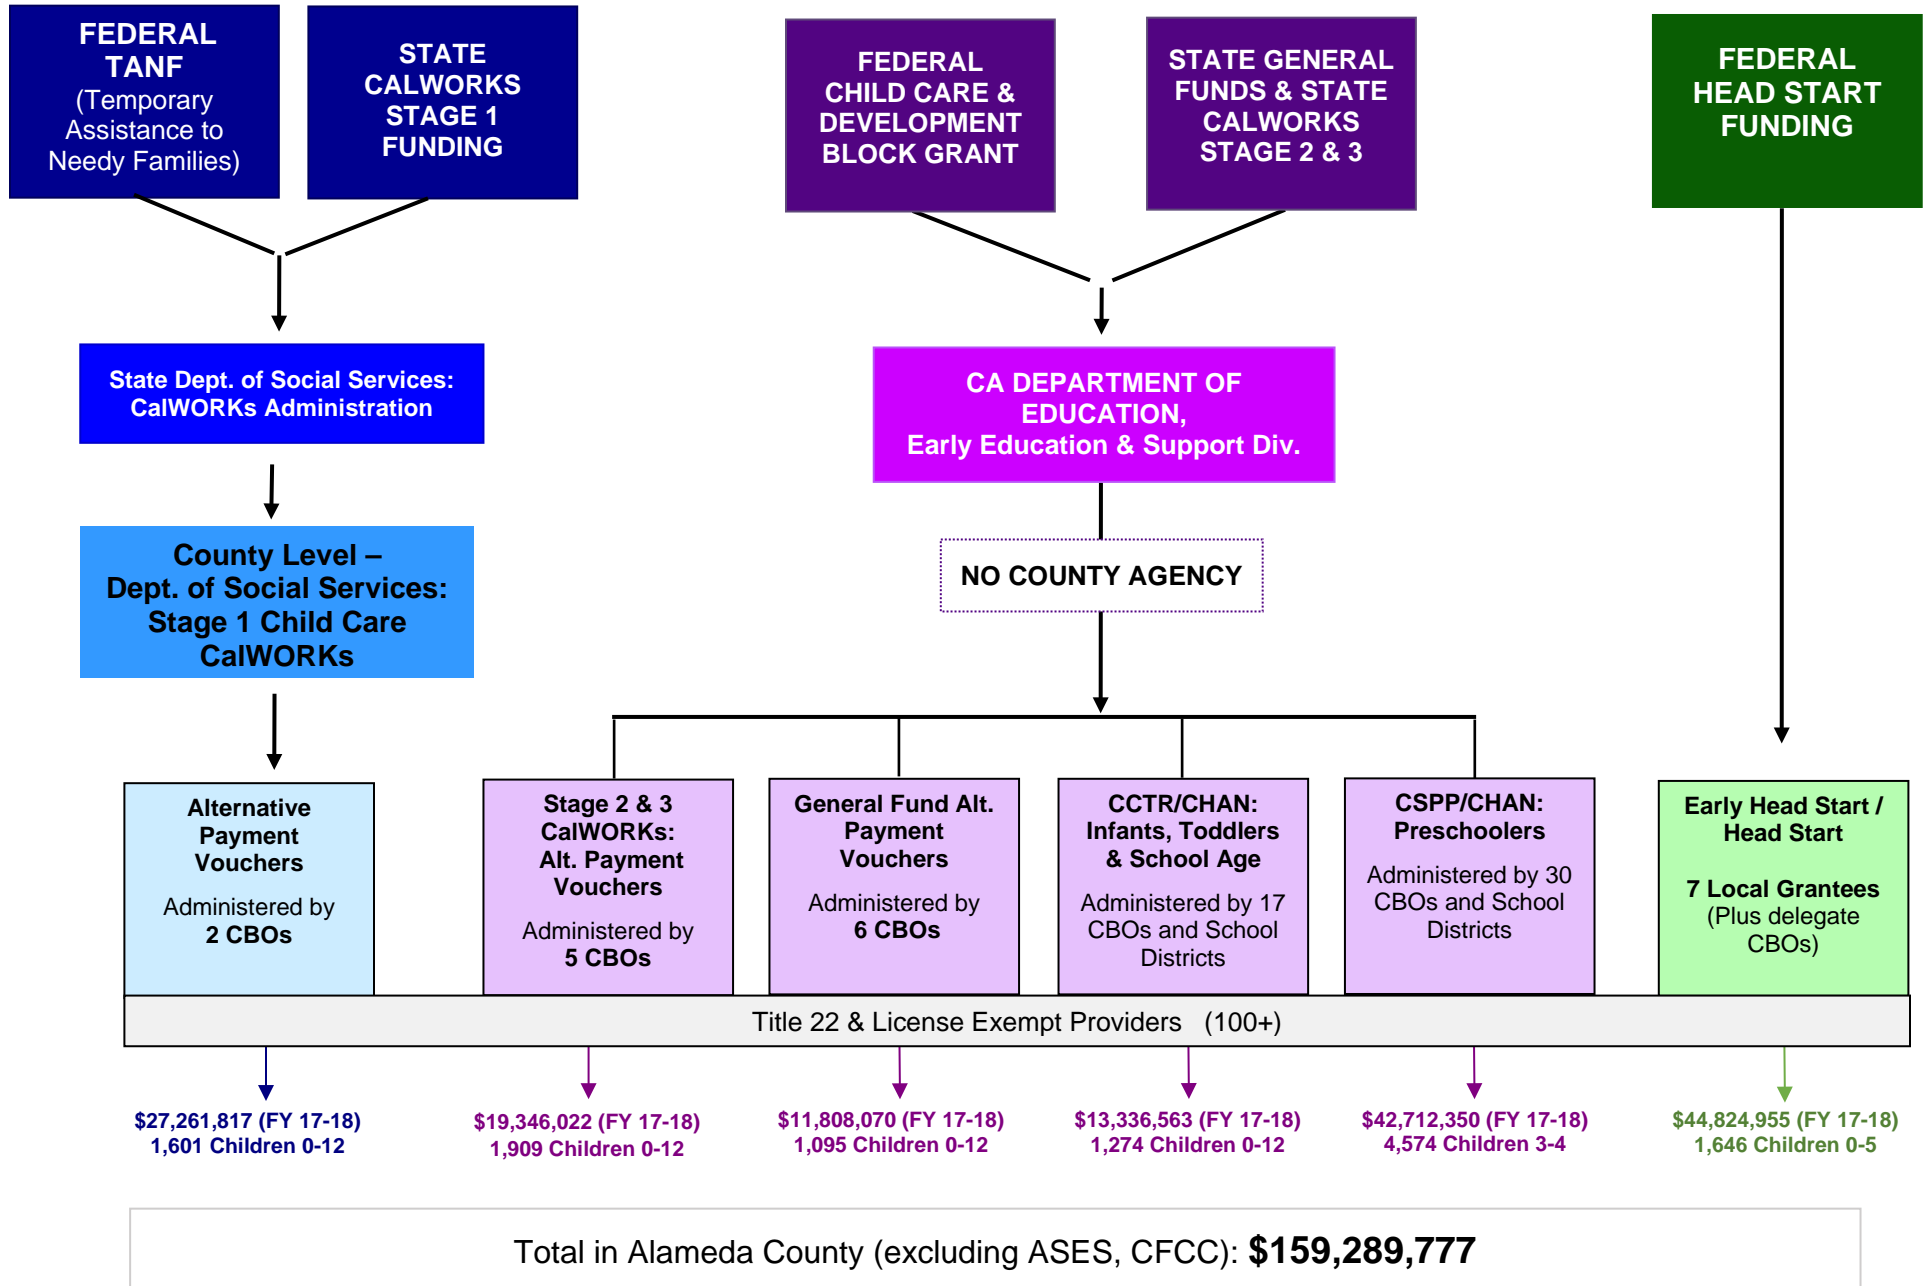 FEDERAL
TANF
(Temporary
Assistance to
Needy Families)
STATE
CALWORKS
STAGE 1
FUNDING
FEDERAL
CHILD CARE &
DEVELOPMENT
BLOCK GRANT
STATE GENERAL
FUNDS & STATE
CALWORKS
STAGE 2 & 3
FEDERAL
HEAD START
FUNDING
State Dept. of Social Services:
CalWORKs Administration
CA DEPARTMENT OF
EDUCATION,
Early Education & Support Div.
County Level –
Dept. of Social Services:
Stage 1 Child Care
CalWORKs
NO COUNTY AGENCY
Alternative
Payment
Vouchers
Administered by
2 CBOs
Stage 2 & 3
CalWORKs:
Alt. Payment
Vouchers
Administered by
5 CBOs
General Fund Alt.
Payment
Vouchers
Administered by
6 CBOs
CCTR/CHAN:
Infants, Toddlers
& School Age
Administered by 17
CBOs and School
Districts
CSPP/CHAN:
Preschoolers
Administered by 30
CBOs and School
Districts
Early Head Start /
Head Start
7 Local Grantees
(Plus delegate
CBOs)
Title 22 & License Exempt Providers (100+)
$27,261,817 (FY 17-18)
1,601 Children 0-12
$19,346,022 (FY 17-18)
1,909 Children 0-12
$11,808,070 (FY 17-18)
1,095 Children 0-12
$13,336,563 (FY 17-18)
1,274 Children 0-12
$42,712,350 (FY 17-18)
4,574 Children 3-4
$44,824,955 (FY 17-18)
1,646 Children 0-5
Total in Alameda County (excluding ASES, CFCC): $159,289,777